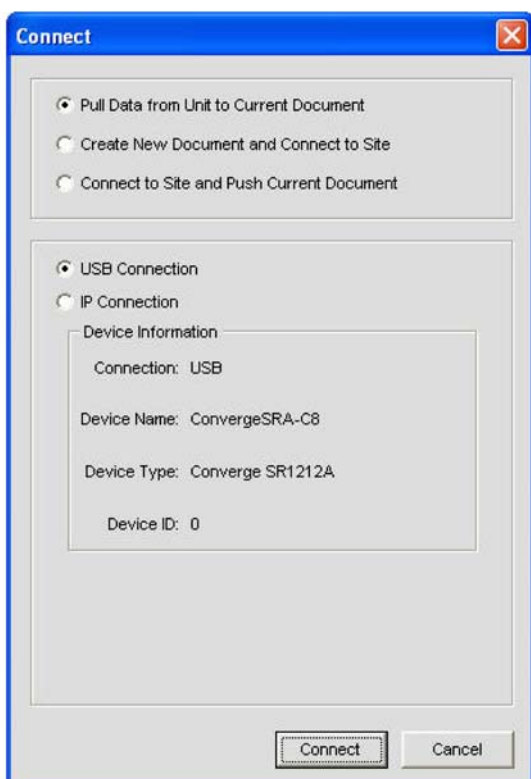 Connect
Pull Data from Unit to Current Document
Create New Document and Connect to Site
Connect to Site and Push Current Document
USB Connection
IP Connection
Device Information
Connection: USB
Device Name: ConvergeSRA-C8
Device Type: Converge SR1212A
Device ID: 0
Connect Cancel